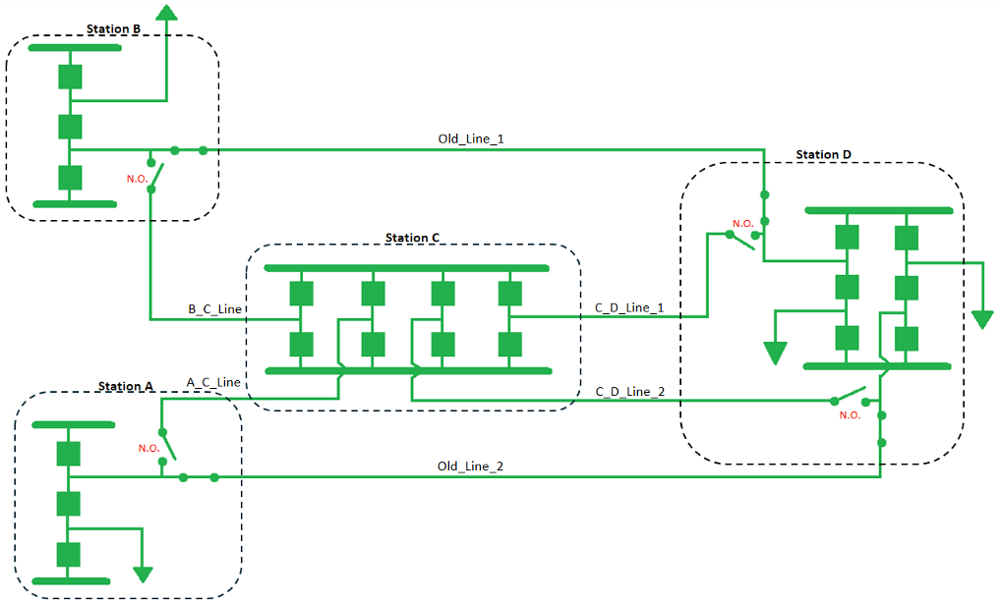 Station B
Old_Line_1
Station D
N.O.
N.O.
Station C
B_C_Line
C_D_Line_1
A_C_Line
Station A
C_D_Line_2
N.O.
N.O.
Old_Line_2